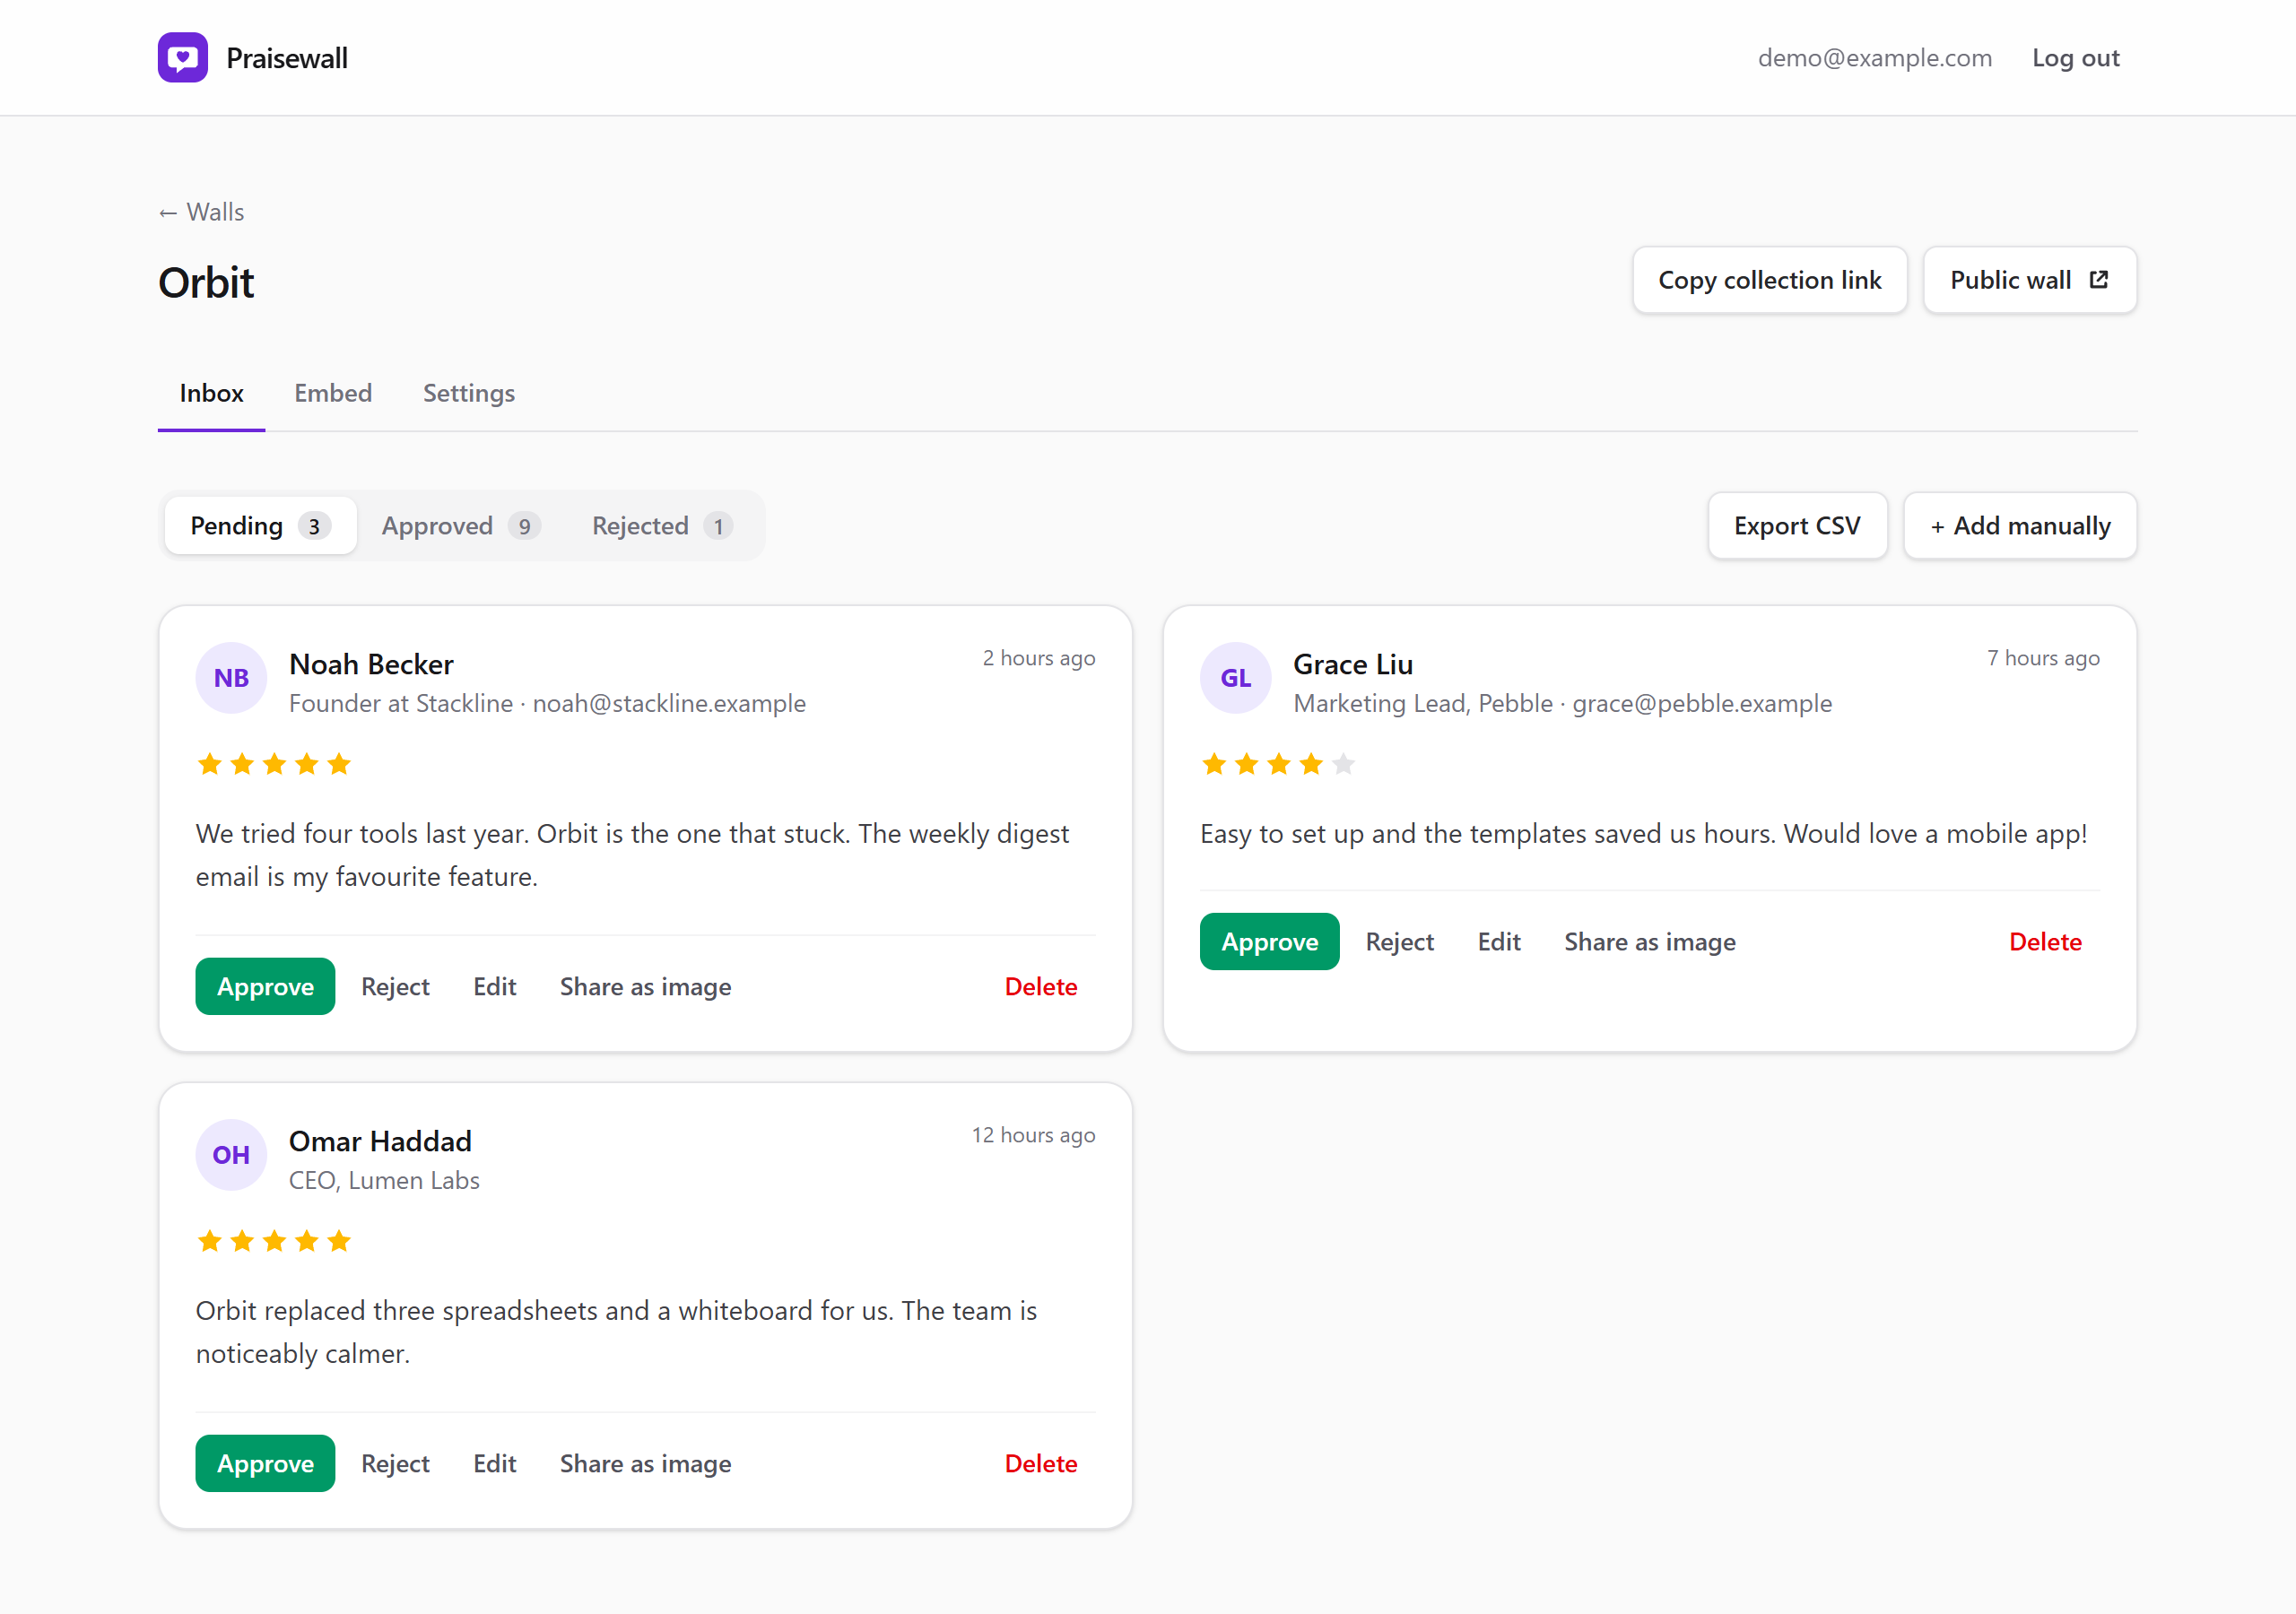 Praisewall
demo@example.com
Log out
← Walls
Orbit
Copy collection link
Public wall
Inbox
Embed
Settings
Pending 3
Approved 9
Rejected 1
Export CSV
+ Add manually
NB
Noah Becker
2 hours ago
Founder at Stackline · noah@stackline.example
We tried four tools last year. Orbit is the one that stuck. The weekly digest
email is my favourite feature.
Approve
Reject
Edit
Share as image
Delete
GL
Grace Liu
7 hours ago
Marketing Lead, Pebble · grace@pebble.example
Easy to set up and the templates saved us hours. Would love a mobile app!
Approve
Reject
Edit
Share as image
Delete
OH
Omar Haddad
12 hours ago
CEO, Lumen Labs
Orbit replaced three spreadsheets and a whiteboard for us. The team is
noticeably calmer.
Approve
Reject
Edit
Share as image
Delete